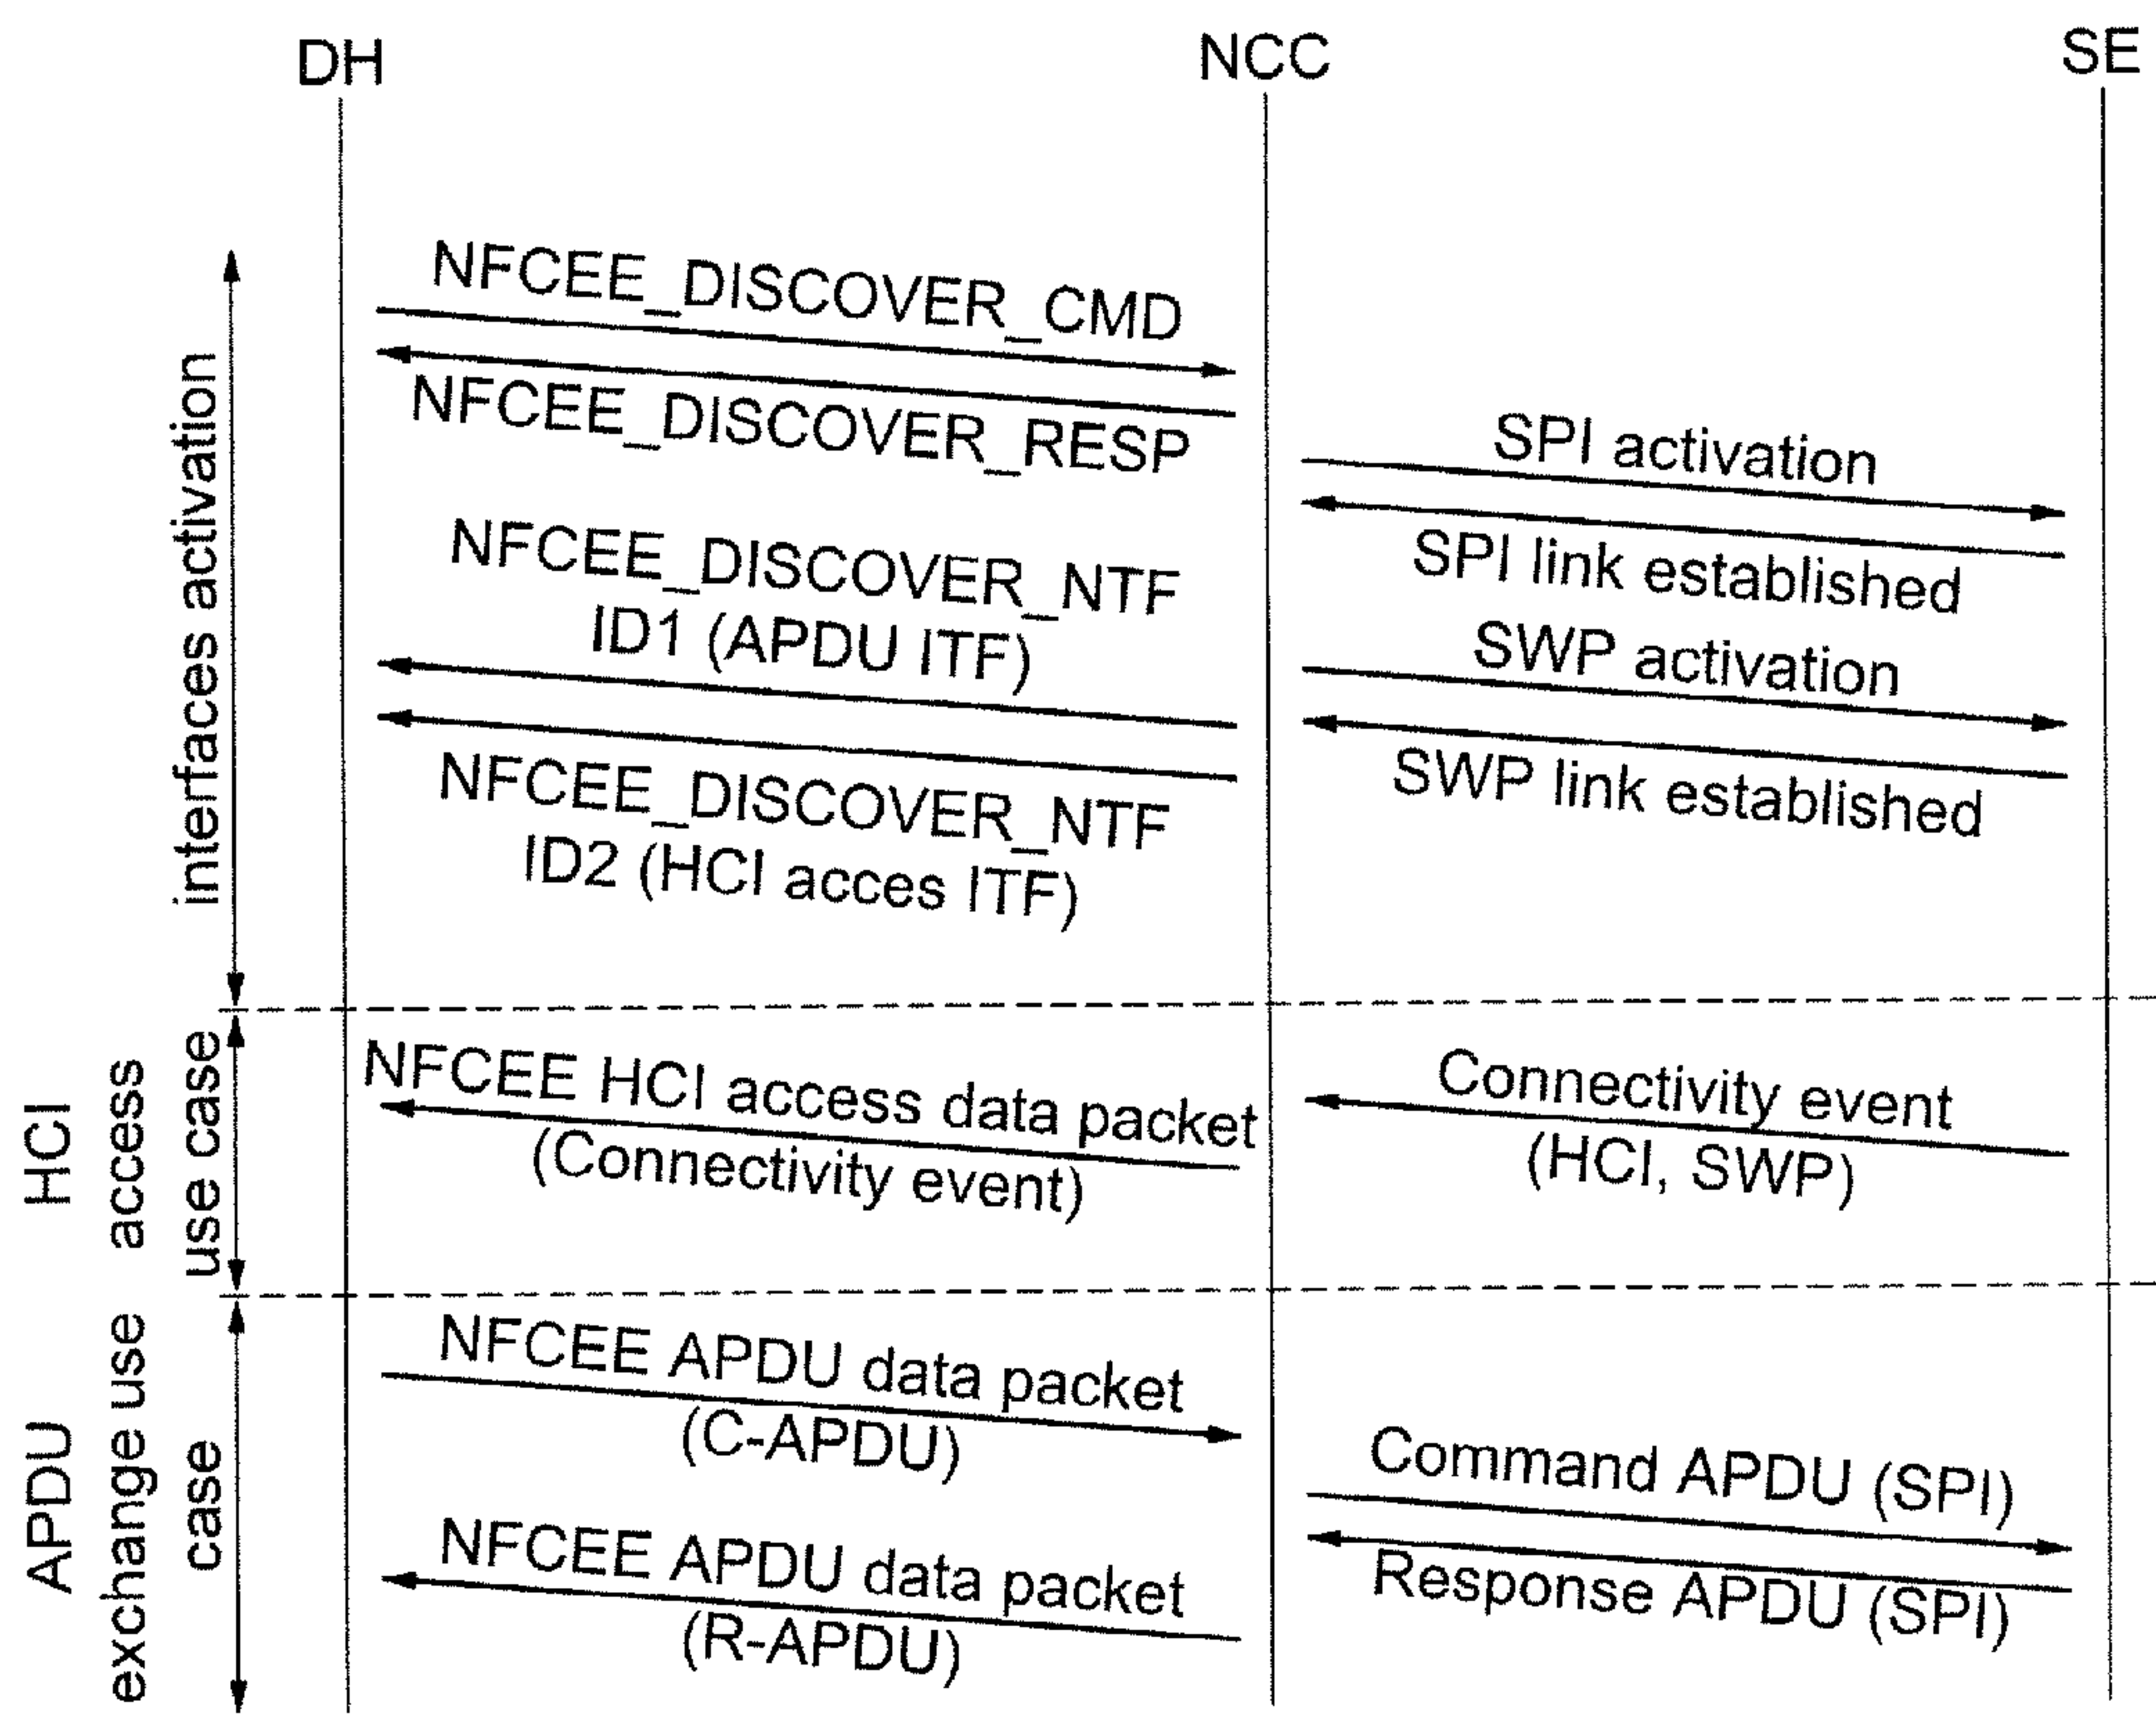 DH
NCC
SE
interfaces activation
NFCEE_DISCOVER_CMD
NFCEE_DISCOVER_RESP
SPI activation
SPI link established
NFCEE_DISCOVER_NTF
ID1 (APDU ITF)
SWP activation
SWP link established
NFCEE_DISCOVER_NTF
ID2 (HCI acces ITF)
HCI
access
use case
NFCEE HCI access data packet
(Connectivity event)
Connectivity event
(HCI, SWP)
APDU
exchange use
case
NFCEE APDU data packet
(C-APDU)
Command APDU (SPI)
Response APDU (SPI)
NFCEE APDU data packet
(R-APDU)